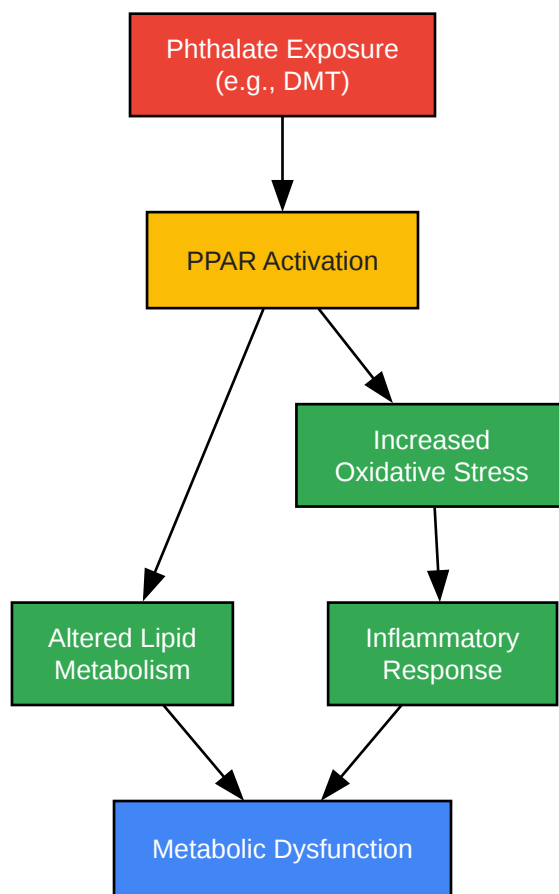 Phthalate Exposure
(e.g., DMT)
PPAR Activation
Increased
Oxidative Stress
Altered Lipid
Metabolism
Inflammatory
Response
Metabolic Dysfunction